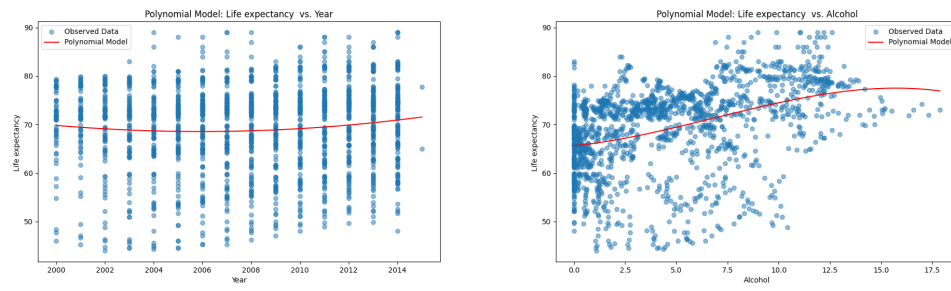 Polynomial Model: Life expectancy  vs. Year
Observed Data
Polynomial Model
90
80
70
60
50
Life expectancy
2000 2002 2004 2006 2008 2010 2012 2014
Year
Polynomial Model: Life expectancy  vs. Alcohol
Observed Data
Polynomial Model
90
80
70
60
50
Life expectancy
0.0 2.5 5.0 7.5 10.0 12.5 15.0 17.5
Alcohol